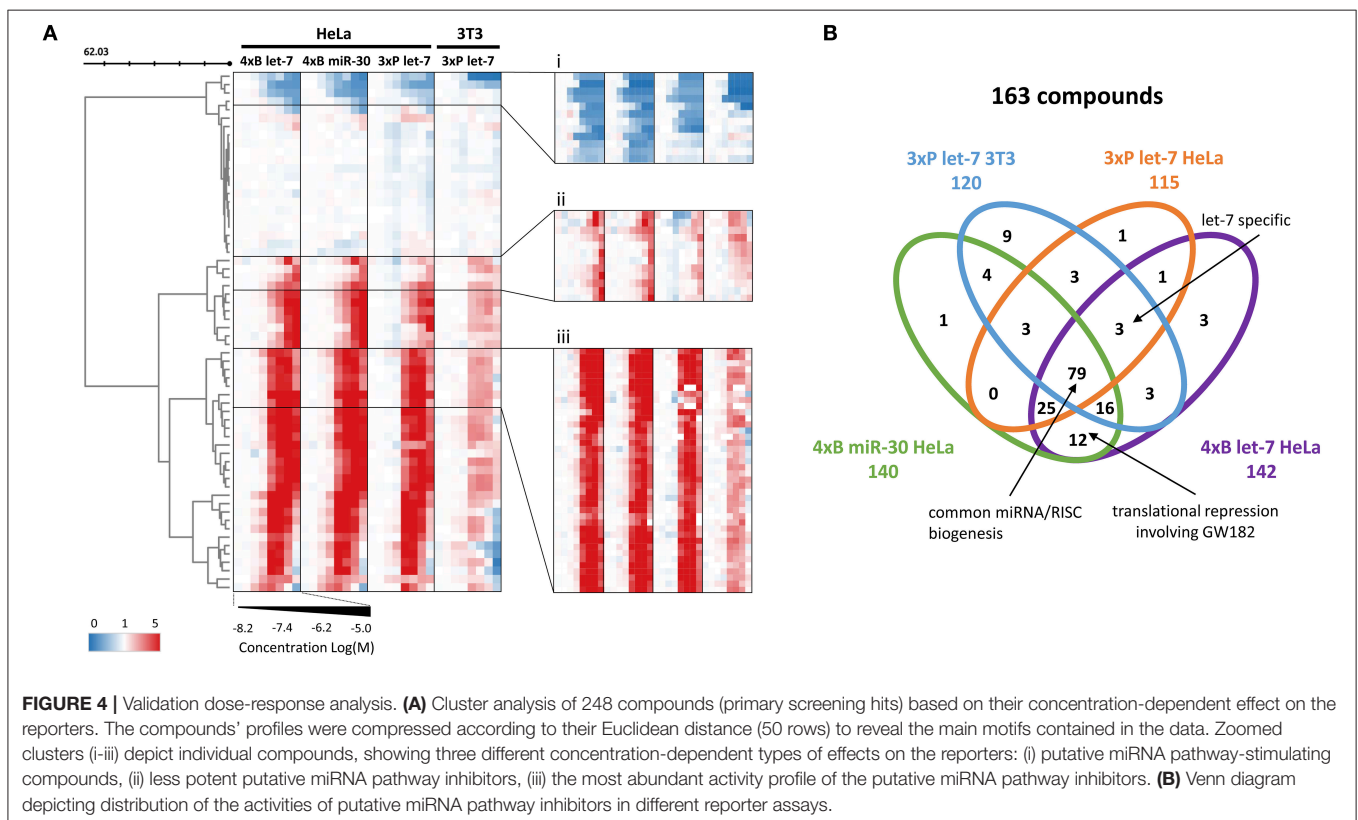 A
HeLa
3T3
62.03
4xB let-7
4xB miR-30
3xP let-7
3xP let-7
i
ii
iii
0
1
5
-8.2
-7.4
-6.2
-5.0
Concentration Log(M)
B
163 compounds
3xP let-7 3T3
120
3xP let-7 HeLa
115
let-7 specific
9
1
4
3
1
1
3
3
3
79
0
25
16
3
12
4xB miR-30 HeLa
140
4xB let-7 HeLa
142
common miRNA/RISC
biogenesis
translational repression
involving GW182
FIGURE 4 | Validation dose-response analysis. (A) Cluster analysis of 248 compounds (primary screening hits) based on their concentration-dependent effect on the
reporters. The compounds' profiles were compressed according to their Euclidean distance (50 rows) to reveal the main motifs contained in the data. Zoomed
clusters (i-iii) depict individual compounds, showing three different concentration-dependent types of effects on the reporters: (i) putative miRNA pathway-stimulating
compounds, (ii) less potent putative miRNA pathway inhibitors, (iii) the most abundant activity profile of the putative miRNA pathway inhibitors. (B) Venn diagram
depicting distribution of the activities of putative miRNA pathway inhibitors in different reporter assays.